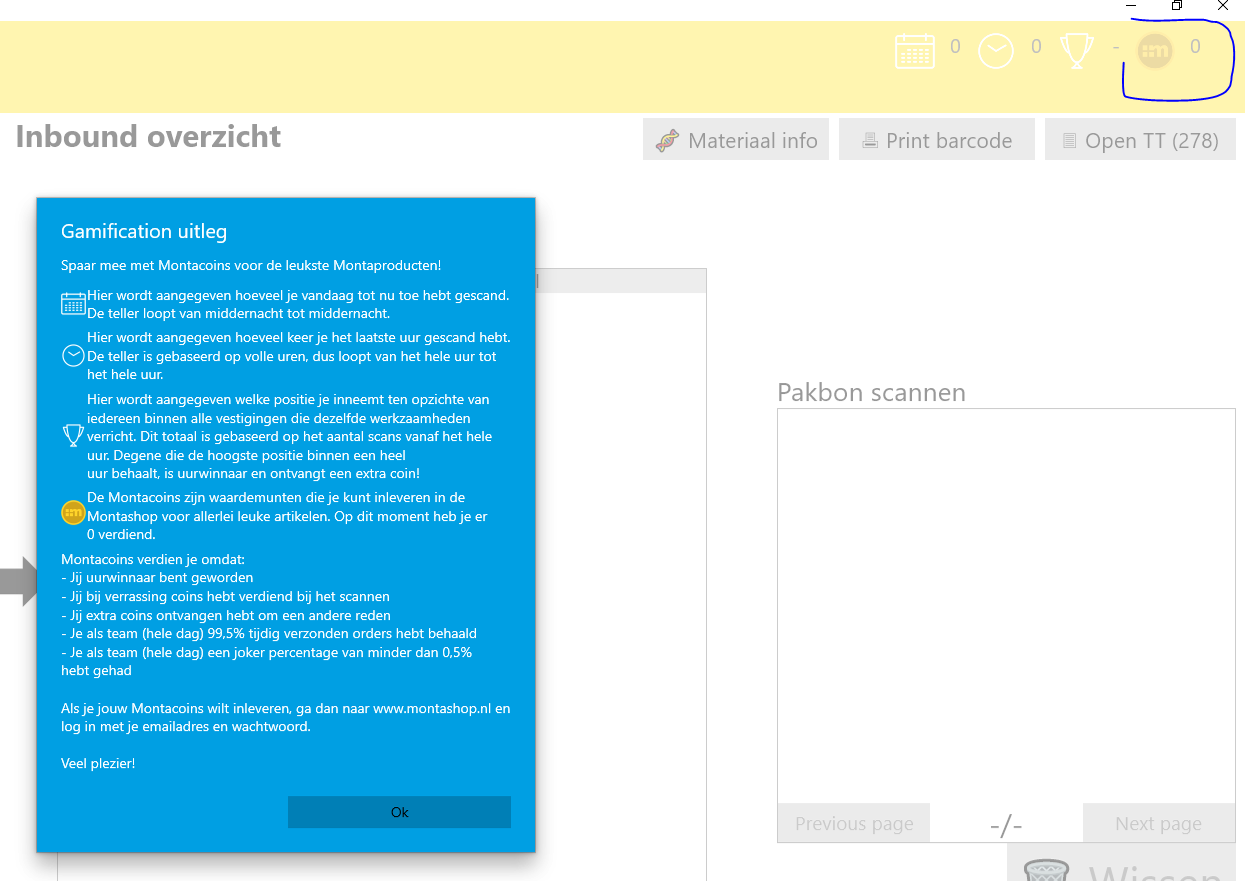 0 0 - :m 0
Inbound overzicht
Materiaal info
Print barcode
Open TT (278)
Gamification uitleg
Spaar mee met Montacoins voor de leukste Montaproducten!
Hier wordt aangegeven hoeveel je vandaag tot nu toe hebt gescand.
De teller loopt van middernacht tot middernacht.
Hier wordt aangegeven hoeveel keer je het laatste uur gescand hebt.
De teller is gebaseerd op volle uren, dus loopt van het hele uur tot
het hele uur.
Hier wordt aangegeven welke positie je inneemt ten opzichte van
iedereen binnen alle vestigingen die dezelfde werkzaamheden
verricht. Dit totaal is gebaseerd op het aantal scans vanaf het hele
uur. Degene die de hoogste positie binnen een heel
uur behaalt, is uurwinnaar en ontvangt een extra coin!
De Montacoins zijn waardemunten die je kunt inleveren in de
Montashop voor allerlei leuke artikelen. Op dit moment heb je er
0 verdiend.
Montacoins verdien je omdat:
- Jij uurwinnaar bent geworden
- Jij bij verrassing coins hebt verdiend bij het scannen
- Jij extra coins ontvangen hebt om een andere reden
- Je als team (hele dag) 99,5% tijdig verzonden orders hebt behaald
- Je als team (hele dag) een joker percentage van minder dan 0,5%
hebt gehad
Als je jouw Montacoins wilt inleveren, ga dan naar www.montashop.nl en
log in met je emailadres en wachtwoord.
Veel plezier!
Ok
Pakbon scannen
Previous page
-/-
Next page
Wissen